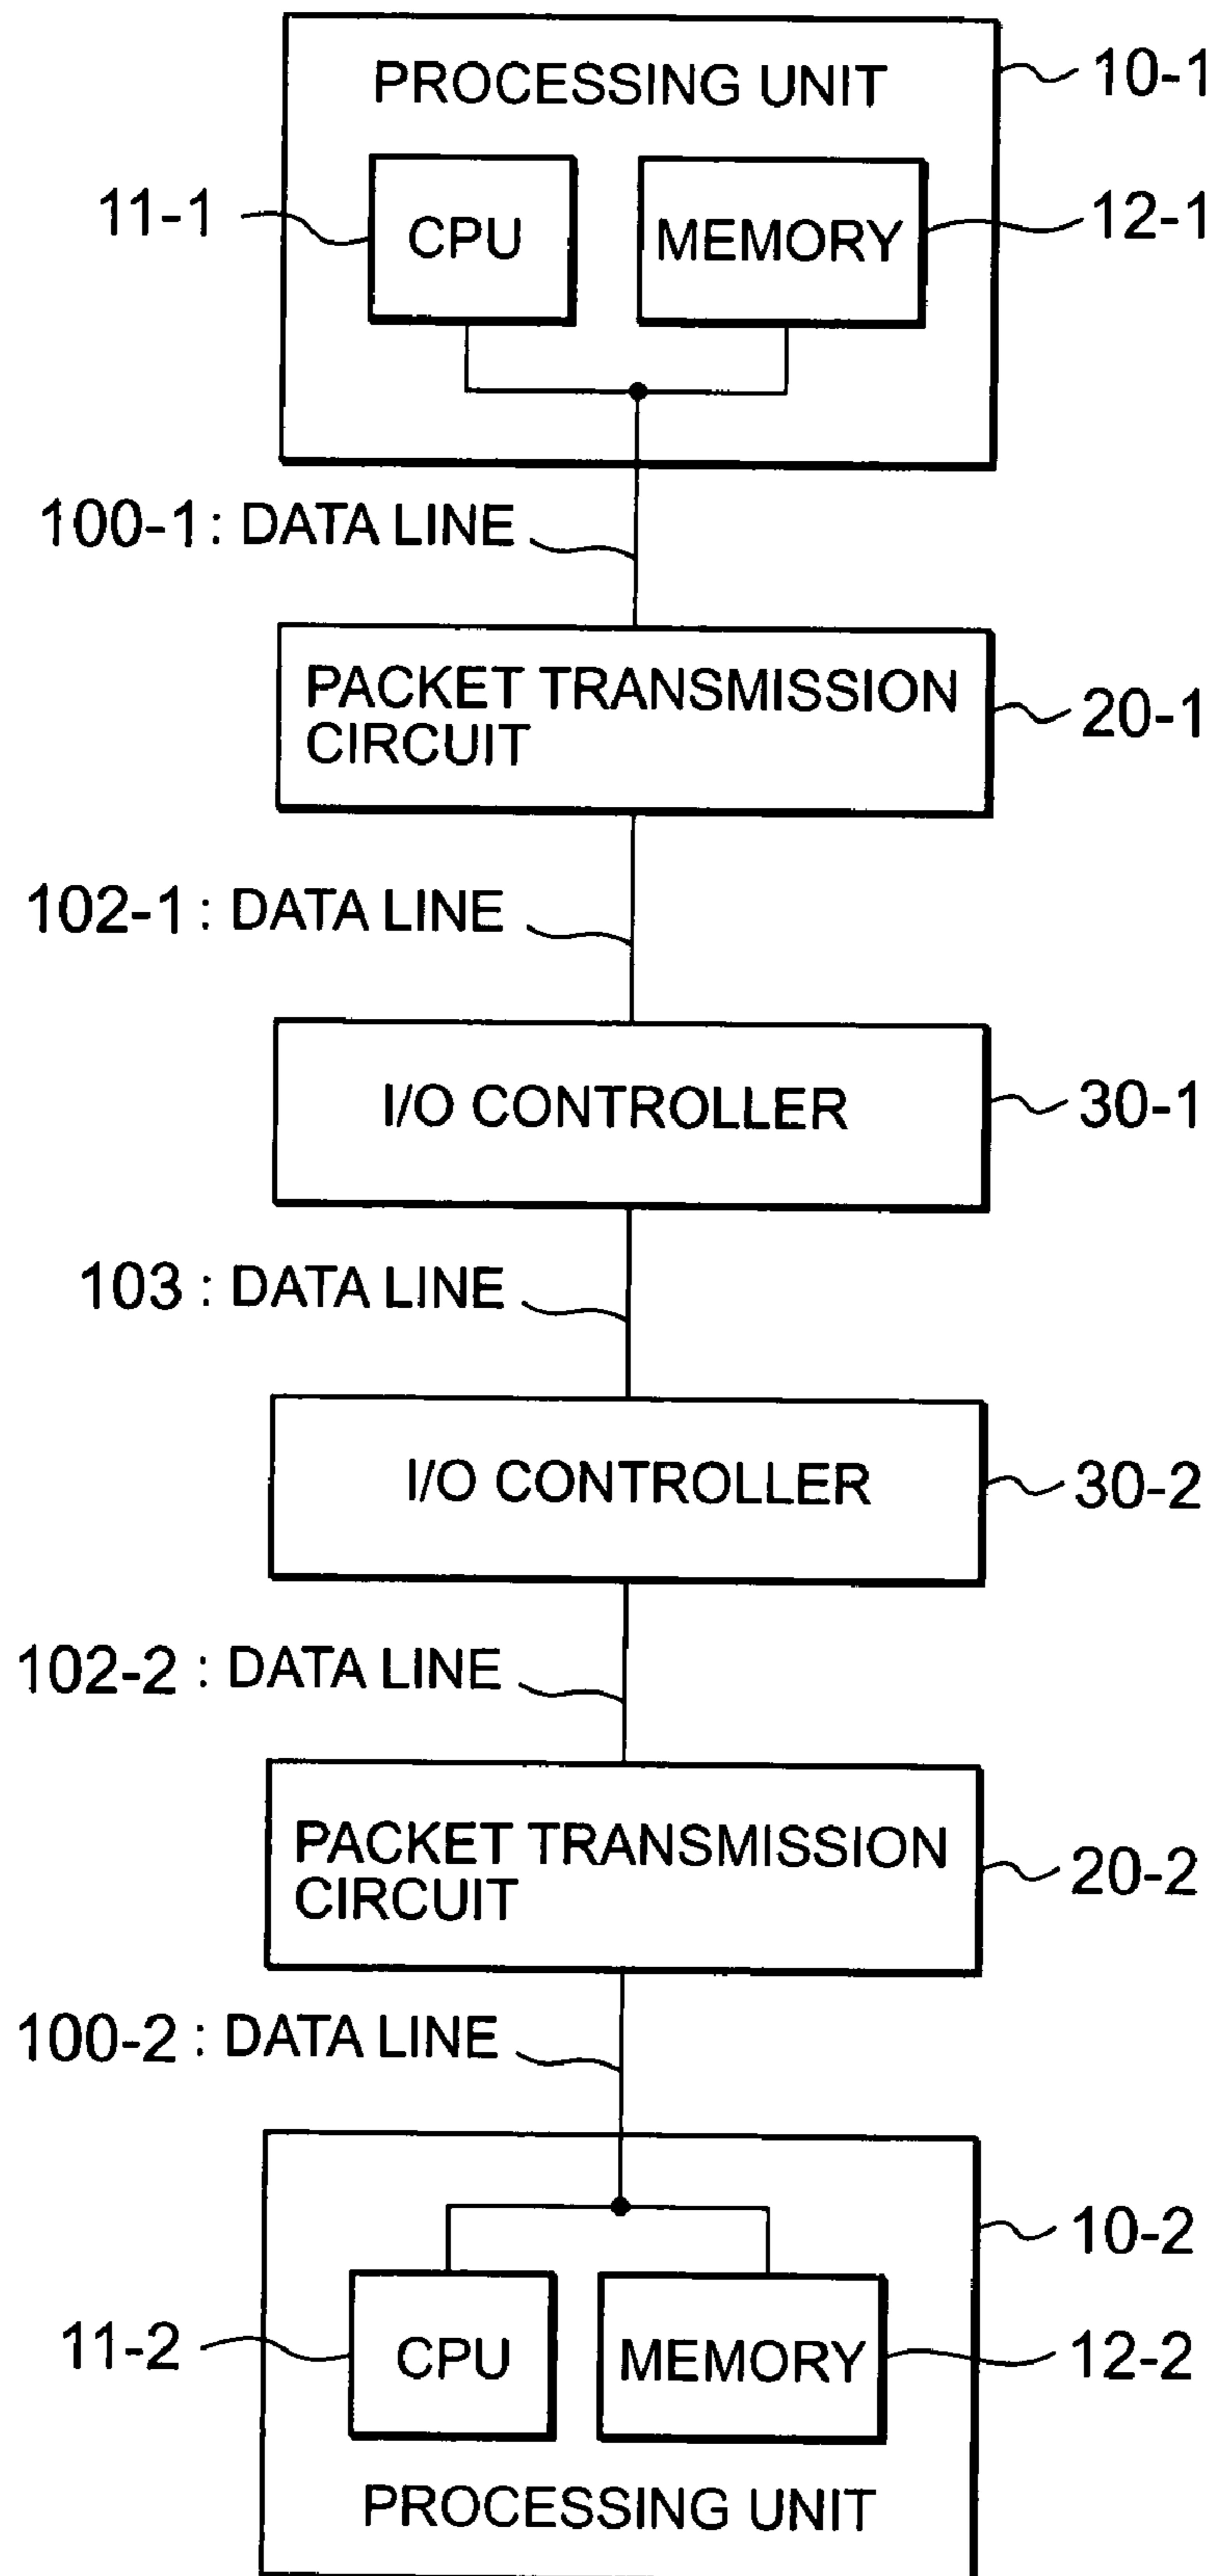 PROCESSING UNIT
10-1
11-1
CPU
MEMORY
12-1
100-1 : DATA LINE
PACKET TRANSMISSION
CIRCUIT
20-1
102-1 : DATA LINE
I/O CONTROLLER
30-1
103 : DATA LINE
I/O CONTROLLER
30-2
102-2 : DATA LINE
PACKET TRANSMISSION
CIRCUIT
20-2
100-2 : DATA LINE
10-2
11-2
CPU
MEMORY
12-2
PROCESSING UNIT